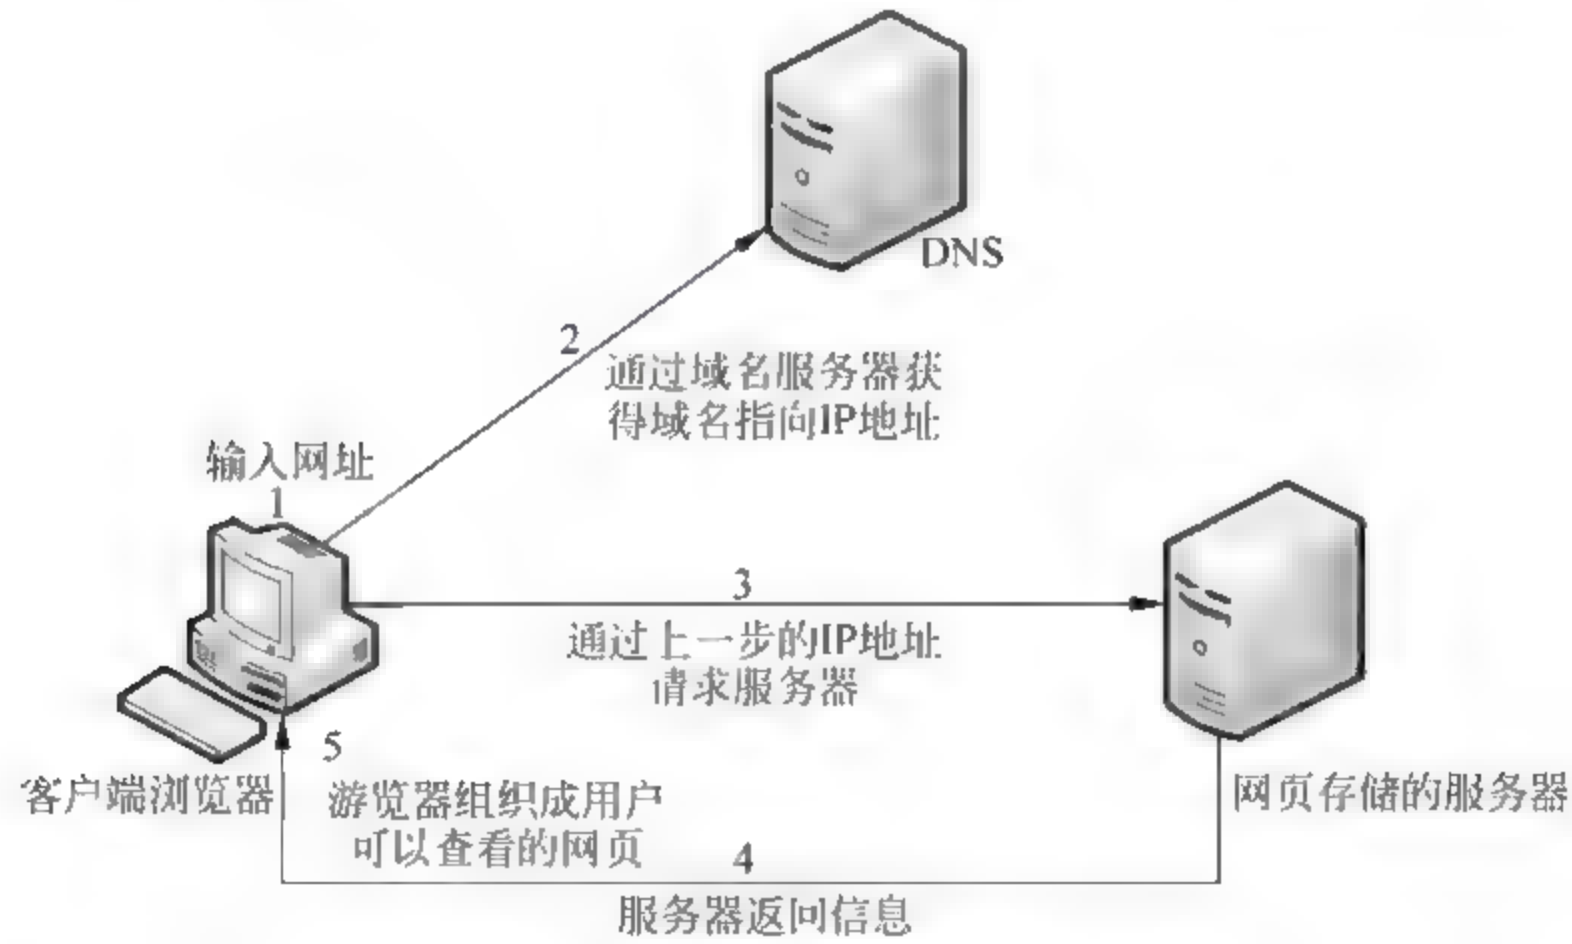 DNS
2
通过域名服务器获
得域名指向IP地址
输入网址
1
3
通过上一步的IP地址
请求服务器
客户端浏览器
5
游览器组织成用户
可以查看的网页
网页存储的服务器
4
服务器返回信息